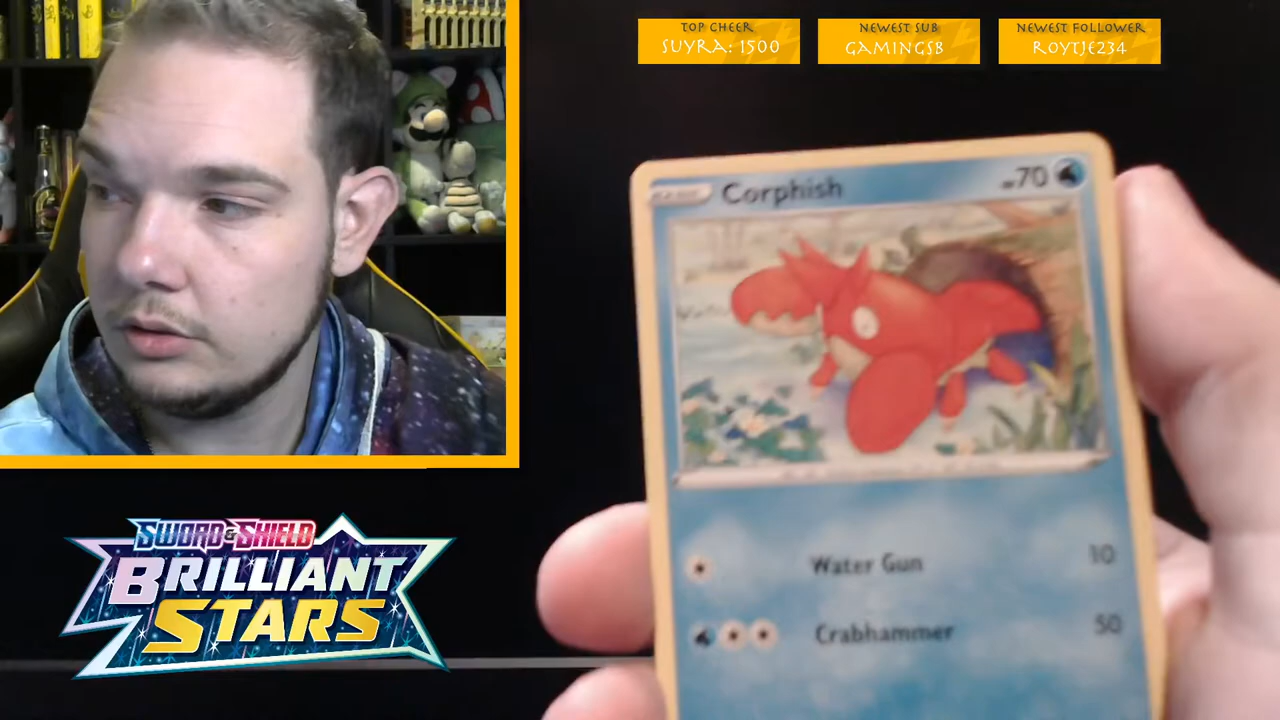 TOP CHEER
SUYRA: 1500
NEWEST SUB
GAMINGSB
NEWEST FOLLOWER
ROYTJE234
Corphish
70
Water Gun
10
Crabhammer
50
SWORD & SHIELD
BRILLIANT
STARS